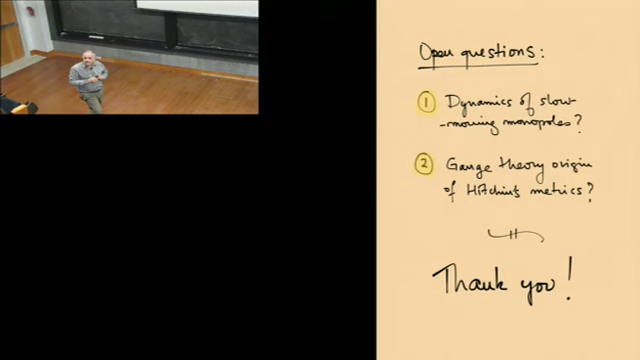 Open questions:
① Dynamics of slow
-moving monopoles?
② Gauge theory origin
of Hitchin's metrics?
Thank you!